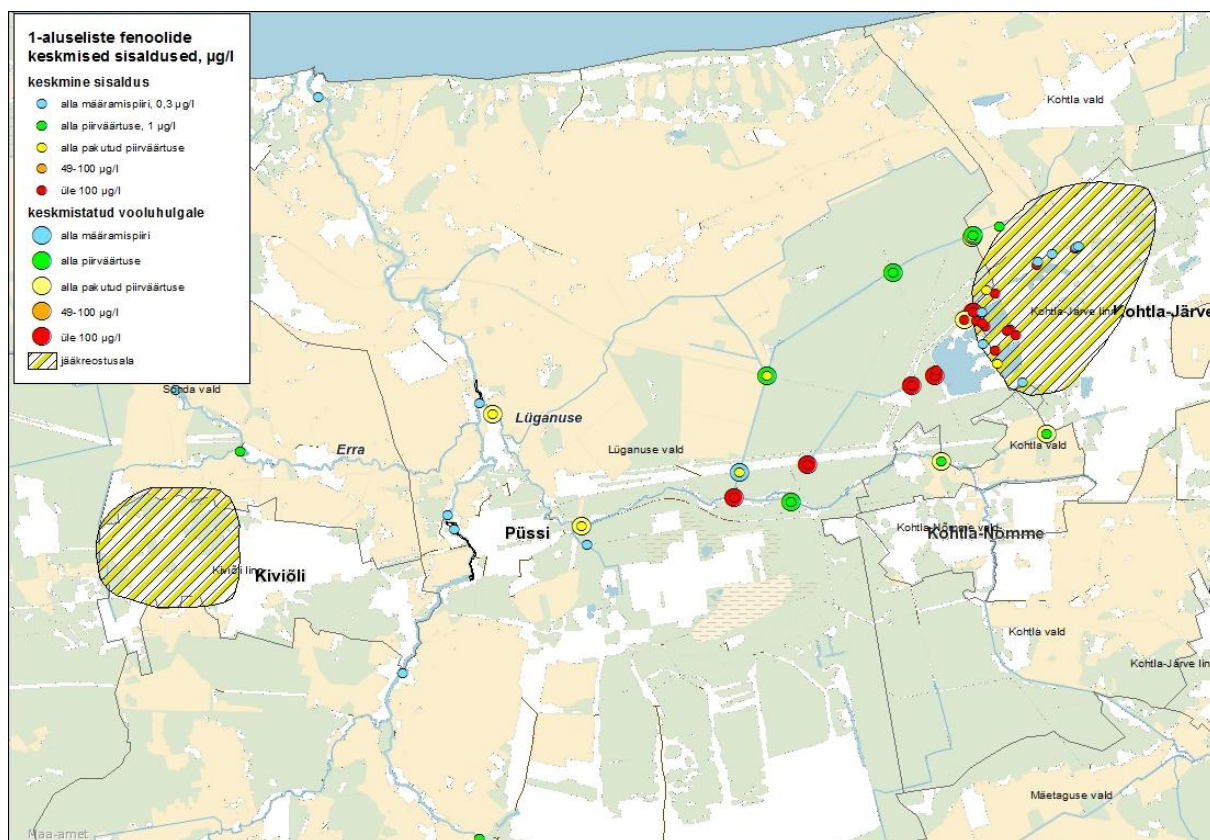 1-aluseliste fenoolide
keskmised sisaldused, µg/l
keskmine sisaldus
alla määramispiiri, 0,3 µg/l
alla piirväärtuse, 1 µg/l
alla pakutud piirväärtuse
49-100 µg/l
üle 100 µg/l
keskmistatud vooluhulgale
alla määramispiiri
alla piirväärtuse
alla pakutud piirväärtuse
49-100 µg/l
üle 100 µg/l
jääkreostusala
Kohtla vald
Kohtla-Järve linn
Kohtla-Järve
Sonda vald
Lüganuse
Erra
Lüganuse vald
Kohtla vald
Püssi
Kohtla-Nõmme vald
Kohtla-Nõmme
Kiviõli linn
Kiviõli
Kohtla vald
Kohtla-Järve linn
Mäetaguse vald
Maa-amet